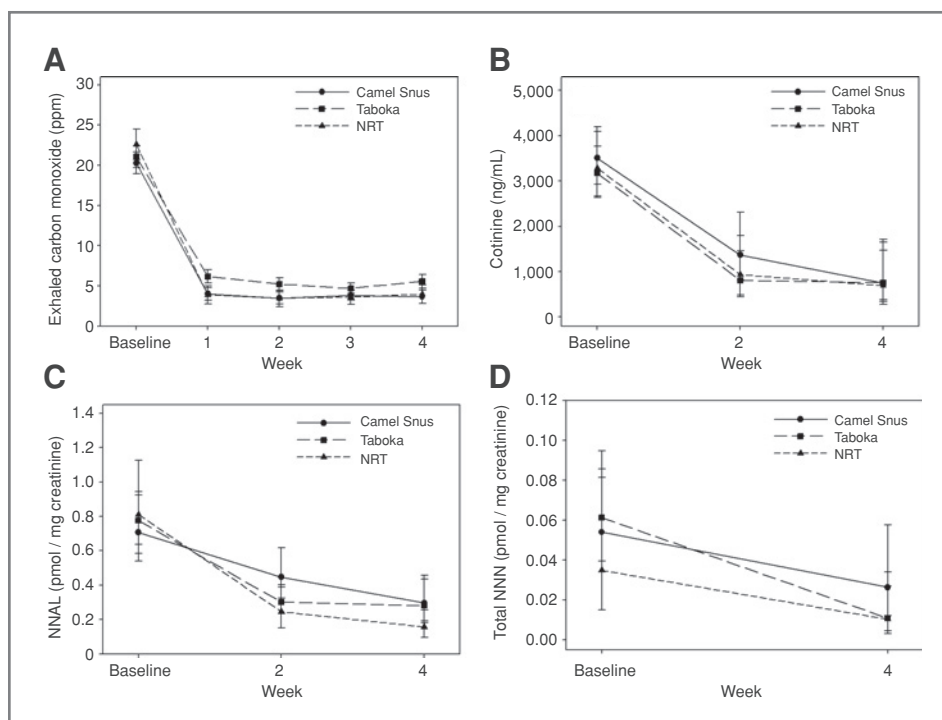 A
Exhaled carbon monoxide (ppm)
30
25
20
15
10
5
0
Camel Snus
Taboka
NRT
Baseline 1 2 3 4
Week
B
Cotinine (ng/mL)
5,000
4,000
3,000
2,000
1,000
0
Camel Snus
Taboka
NRT
Baseline 2 4
Week
C
NNAL (pmol / mg creatinine)
1.4
1.2
1.0
0.8
0.6
0.4
0.2
0
Camel Snus
Taboka
NRT
Baseline 2 4
Week
D
Total NNN (pmol / mg creatinine)
0.12
0.10
0.08
0.06
0.04
0.02
0.00
Camel Snus
Taboka
NRT
Baseline 4
Week